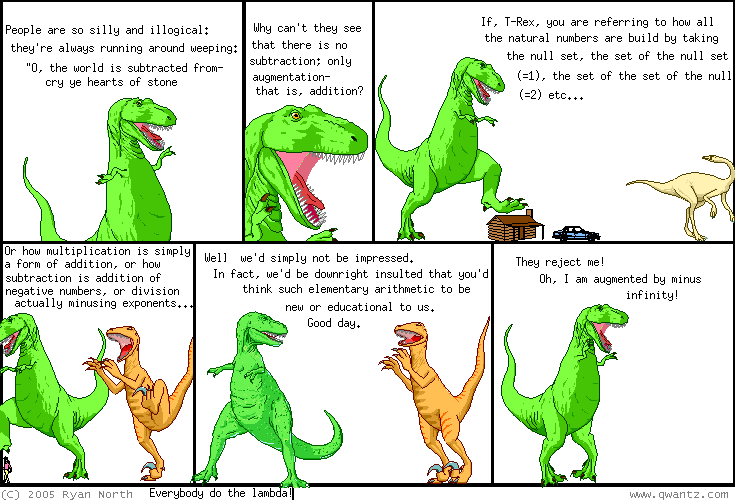 People are so silly and illogical:
they're always running around weeping:
"O, the world is subtracted from-
cry ye hearts of stone
Why can't they see
that there is no
subtraction; only
augmentation-
that is, addition?
If, T-Rex, you are referring to how all
the natural numbers are build by taking
the null set, the set of the null set
(=1), the set of the set of the null
(=2) etc...
Or how multiplication is simply
a form of addition, or how
subtraction is addition of
negative numbers, or division
actually minusing exponents...
Well we'd simply not be impressed.
In fact, we'd be downright insulted that you'd
think such elementary arithmetic to be
new or educational to us.
Good day.
They reject me!
Oh, I am augmented by minus
infinity!
(C) 2005 Ryan North
Everybody do the lambda!
www.qwantz.com